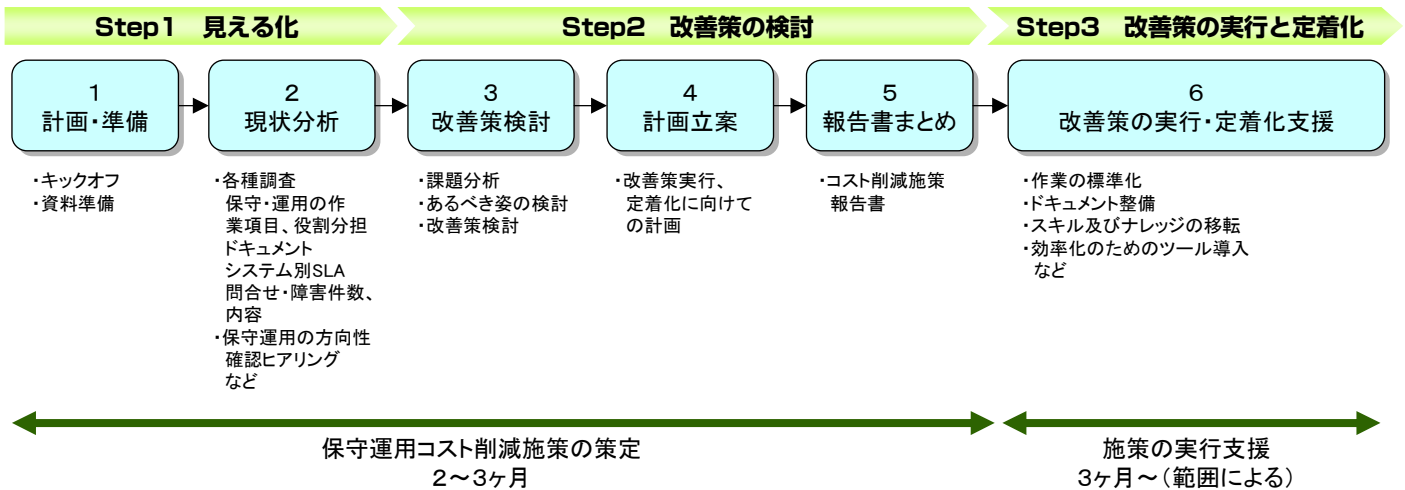 Step1 見える化
Step2 改善策の検討
Step3 改善策の実行と定着化
1
計画・準備
2
現状分析
3
改善策検討
4
計画立案
5
報告書まとめ
6
改善策の実行・定着化支援
・キックオフ
・資料準備
・各種調査
保守・運用の作
業項目、役割分担
ドキュメント
システム別SLA
問合せ・障害件数、
内容
・保守運用の方向性
確認ヒアリング
など
・課題分析
・あるべき姿の検討
・改善策検討
・改善策実行、
定着化に向けて
の計画
・コスト削減施策
報告書
・作業の標準化
・ドキュメント整備
・スキル及びナレッジの移転
・効率化のためのツール導入
など
保守運用コスト削減施策の策定
2～3ヶ月
施策の実行支援
3ヶ月～(範囲による)